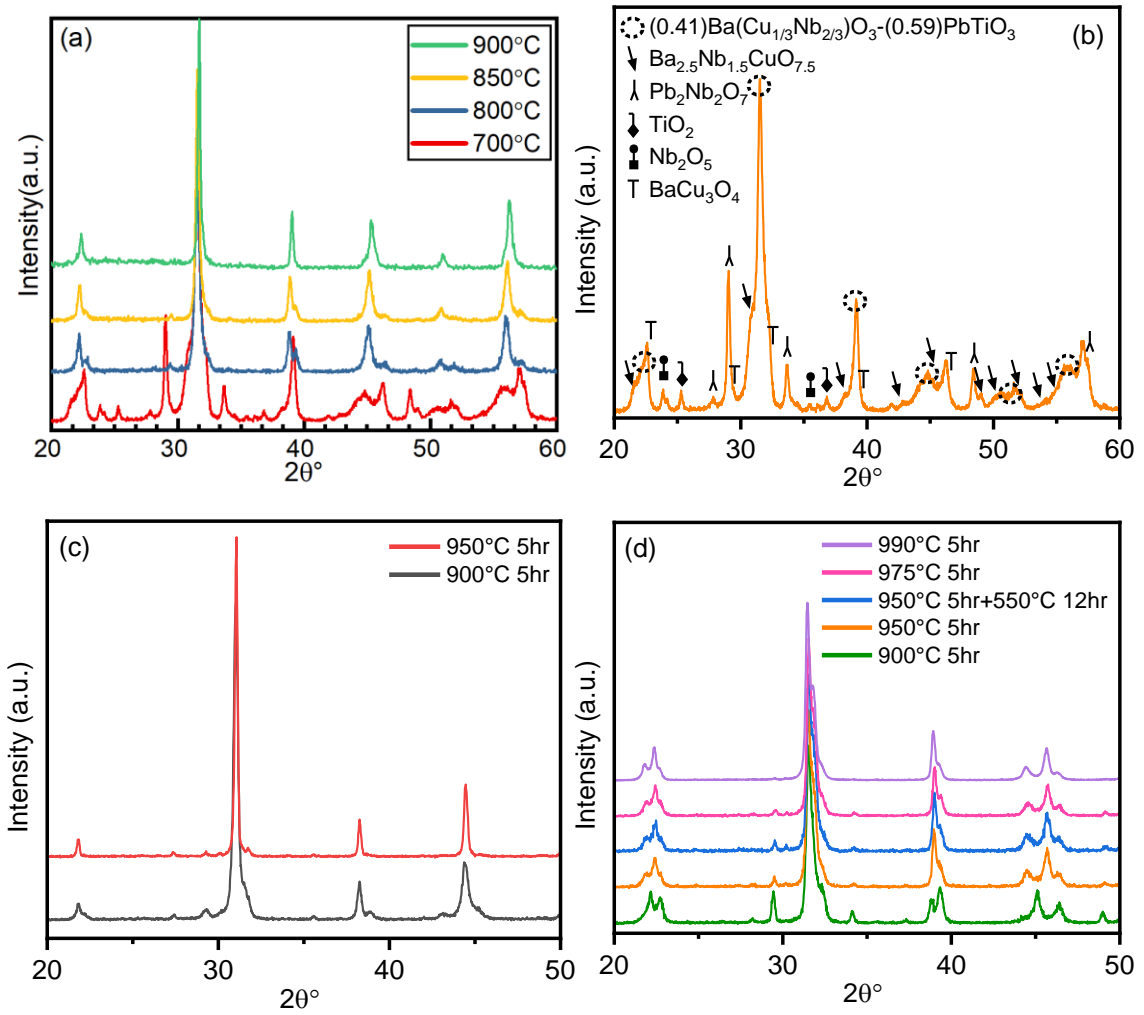 (a)
900°C
850°C
800°C
700°C
Intensity(a.u.)
20 30 40 50 60
2θ°
(b)
(0.41)Ba(Cu1/3Nb2/3)O3-(0.59)PbTiO3
Ba2.5Nb1.5CuO7.5
Pb2Nb2O7
TiO2
Nb2O5
BaCu3O4
Intensity (a.u.)
20 30 40 50 60
2θ°
(c)
950°C 5hr
900°C 5hr
Intensity (a.u.)
20 30 40 50
2θ°
(d)
990°C 5hr
975°C 5hr
950°C 5hr+550°C 12hr
950°C 5hr
900°C 5hr
Intensity (a.u.)
20 30 40 50
2θ°